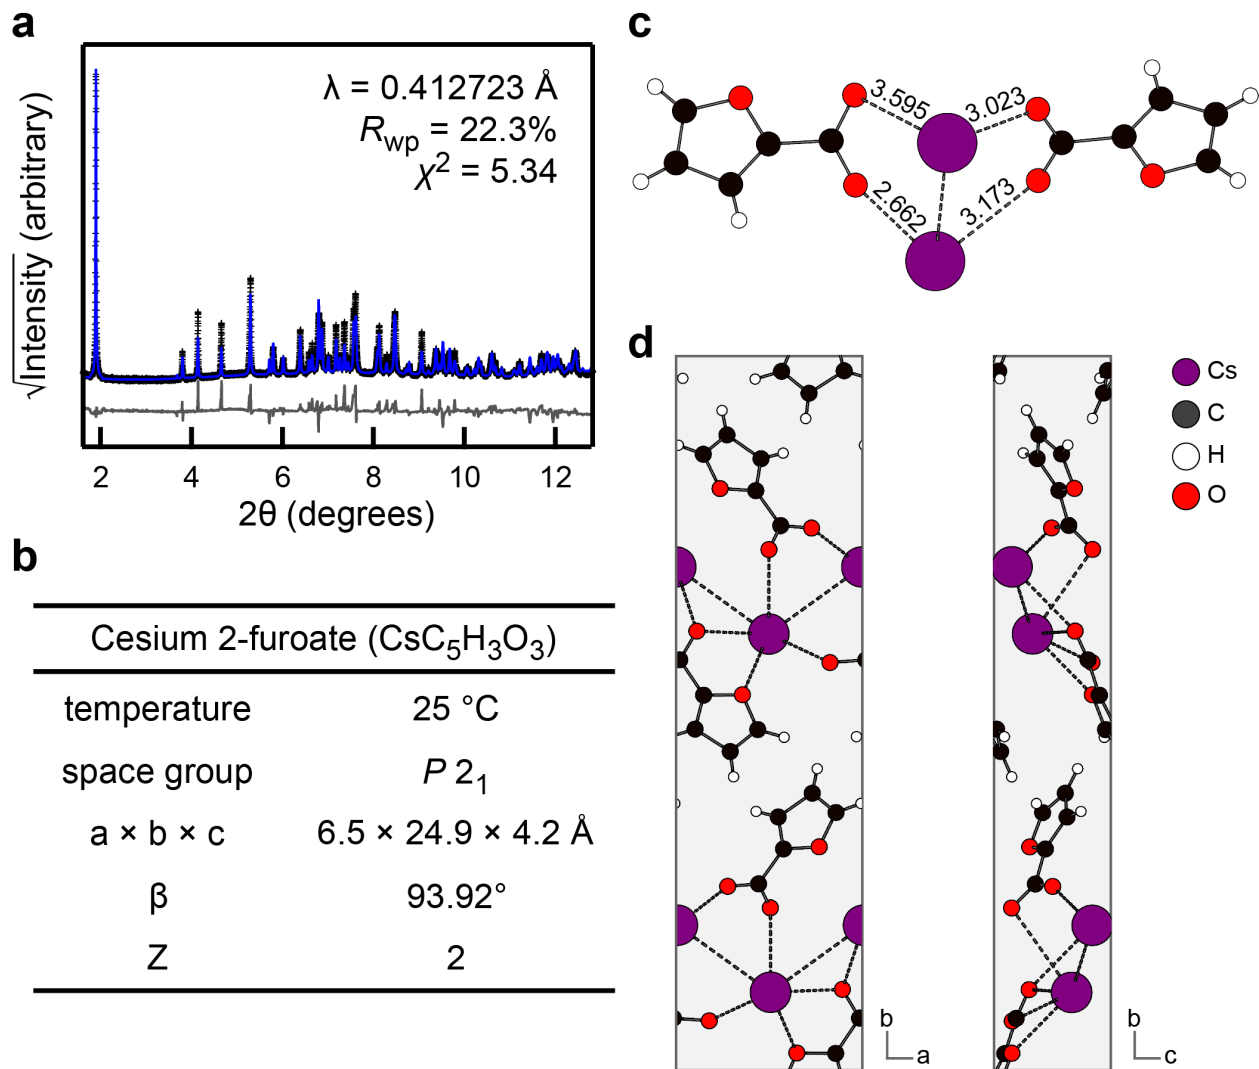 a
λ = 0.412723 Å
Rwp = 22.3%
χ² = 5.34
√Intensity (arbitrary)
2 4 6 8 10 12
2θ (degrees)
b
Cesium 2-furoate (CsC₅H₃O₃)
temperature 25 °C
space group P 2₁
a × b × c 6.5 × 24.9 × 4.2 Å
β 93.92°
Z 2
c
3.595 3.023
2.662 3.173
d
Cs
C
H
O
b
a
b
c